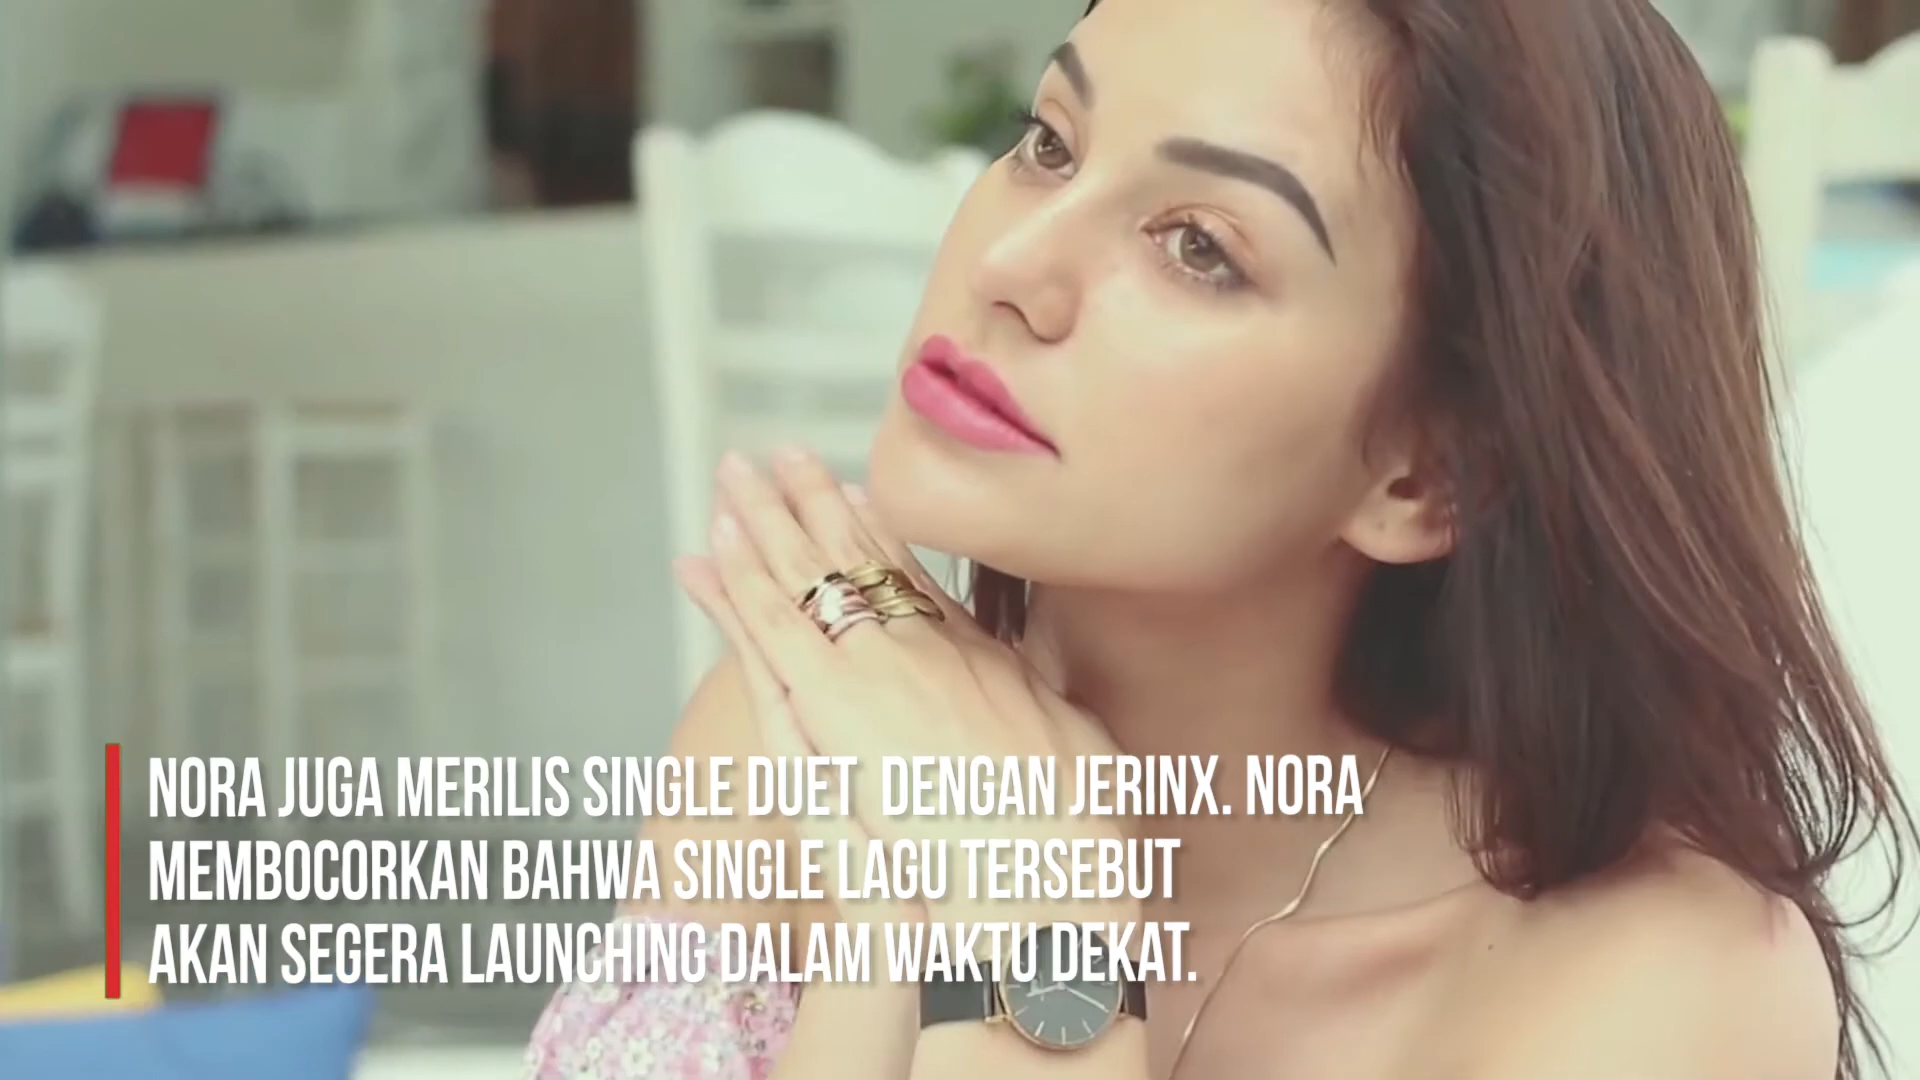 NORA JUGA MERILIS SINGLE DUET DENGAN JERINX. NORA
MEMBOCORKAN BAHWA SINGLE LAGU TERSEBUT
AKAN SEGERA LAUNCHING DALAM WAKTU DEKAT.